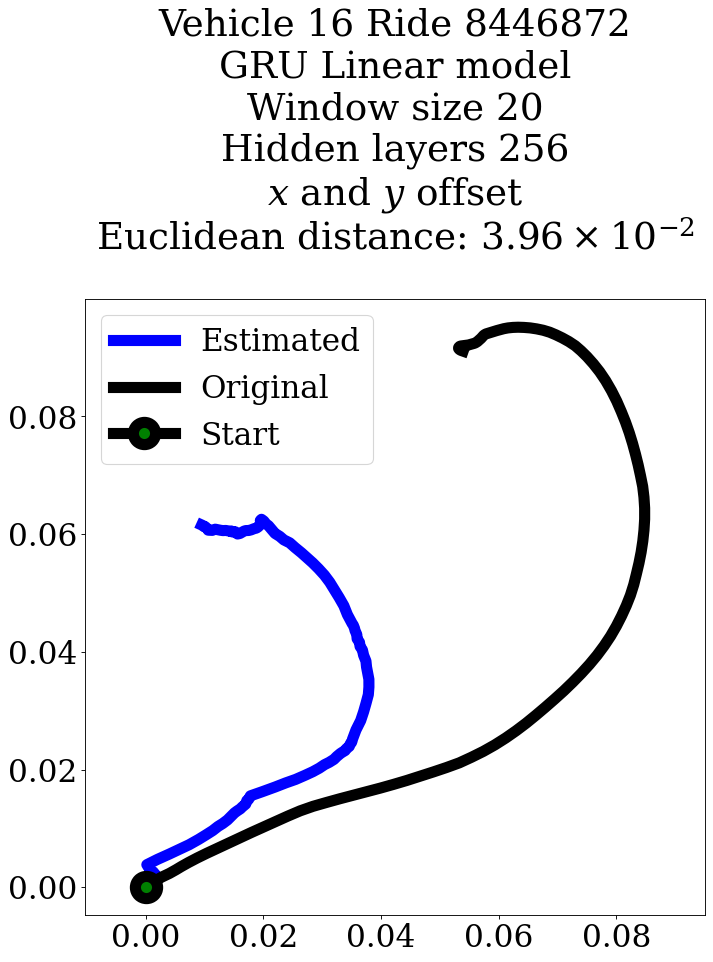 Vehicle 16 Ride 8446872
GRU Linear model
Window size 20
Hidden layers 256
x and y offset
Euclidean distance: 3.96 × 10⁻²
Estimated
Original
Start
0.08
0.06
0.04
0.02
0.00
0.00 0.02 0.04 0.06 0.08